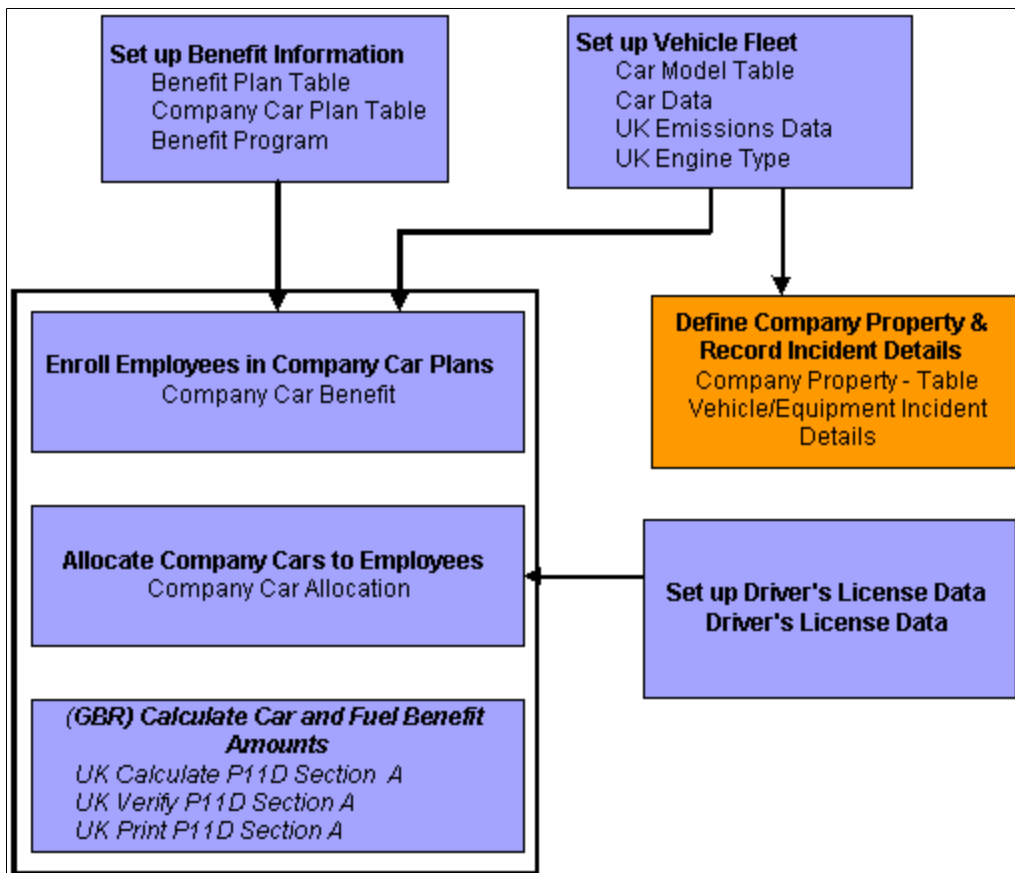 Set up Benefit Information
Benefit Plan Table
Company Car Plan Table
Benefit Program
Set up Vehicle Fleet
Car Model Table
Car Data
UK Emissions Data
UK Engine Type
Enroll Employees in Company Car Plans
Company Car Benefit
Define Company Property &
Record Incident Details
Company Property - Table
Vehicle/Equipment Incident
Details
Allocate Company Cars to Employees
Company Car Allocation
Set up Driver's License Data
Driver's License Data
(GBR) Calculate Car and Fuel Benefit
Amounts
UK Calculate P11D Section A
UK Verify P11D Section A
UK Print P11D Section A